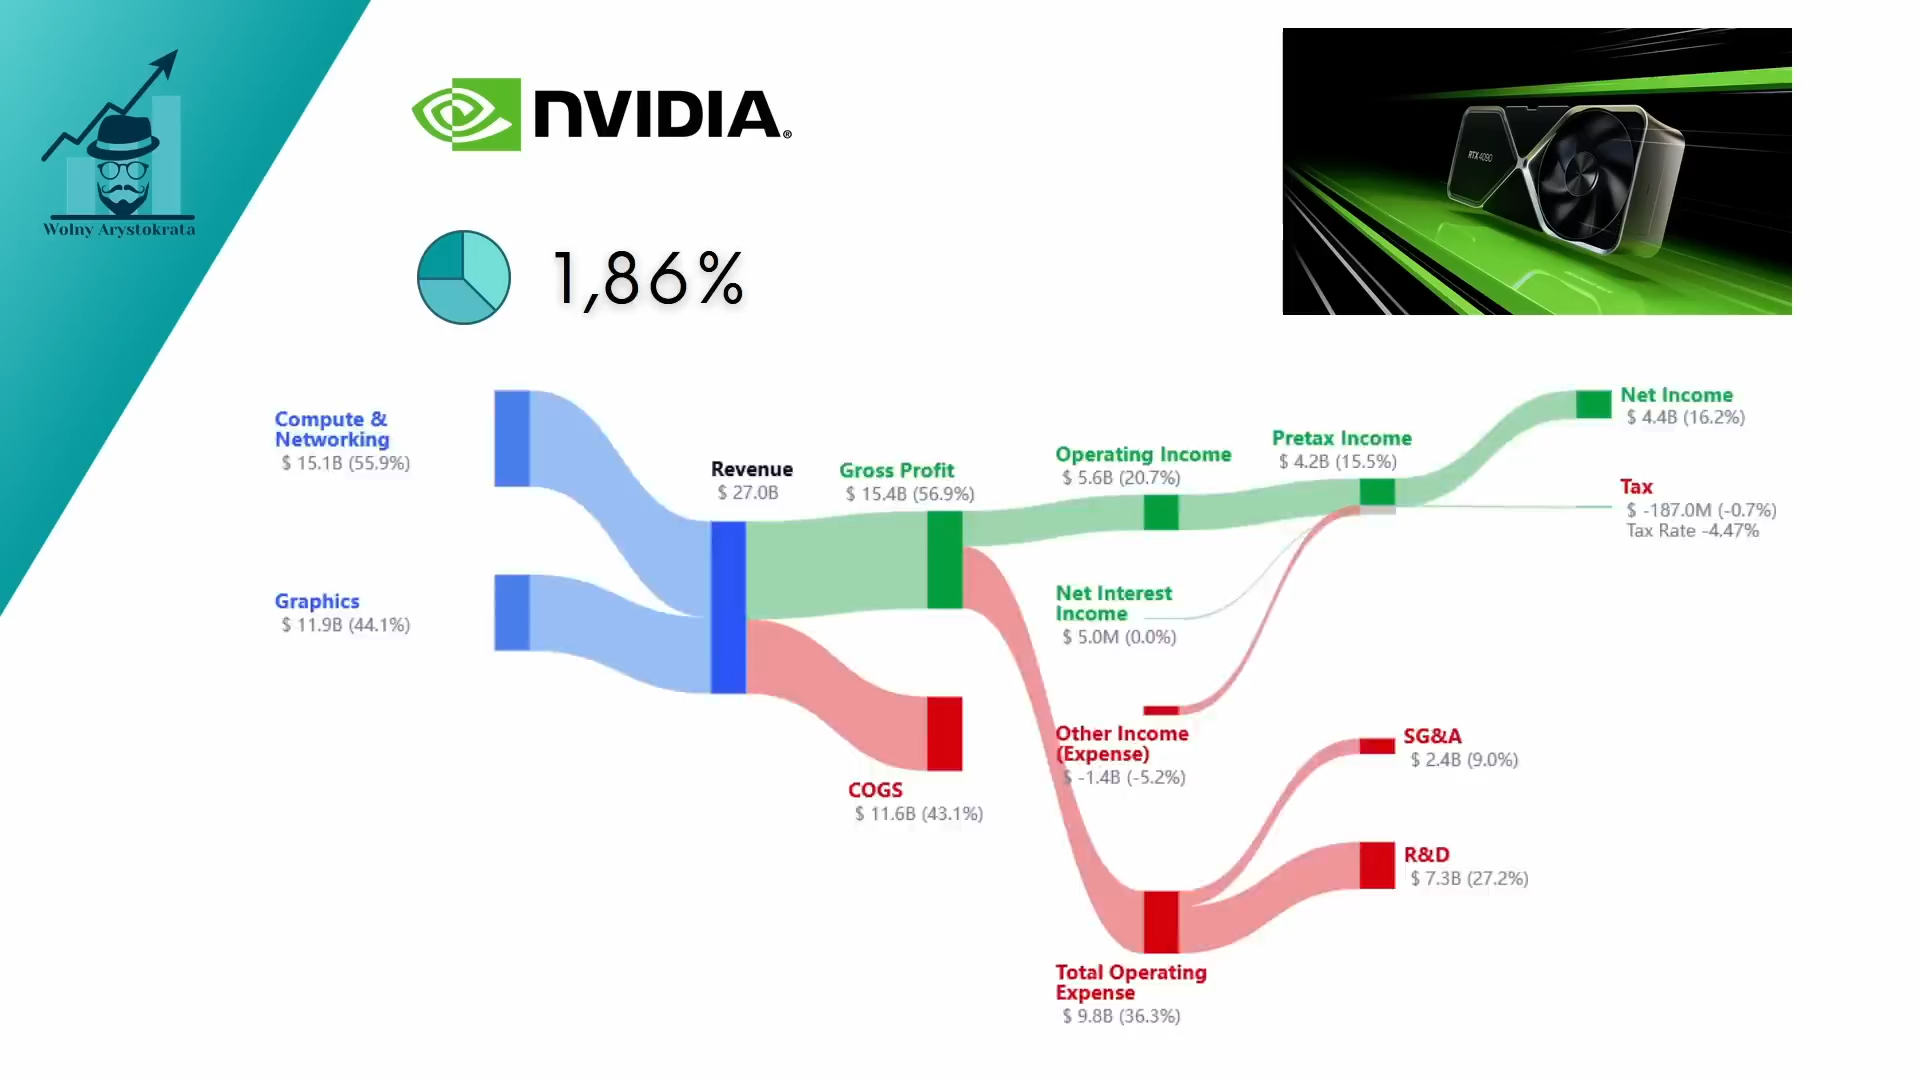 Wolny Arystokrata
NVIDIA®
1,86%
RTX 4090
Compute &
Networking
$ 15.1B (55.9%)
Graphics
$ 11.9B (44.1%)
Revenue
$ 27.0B
Gross Profit
$ 15.4B (56.9%)
COGS
$ 11.6B (43.1%)
Operating Income
$ 5.6B (20.7%)
Net Interest
Income
$ 5.0M (0.0%)
Other Income
(Expense)
$ -1.4B (-5.2%)
Total Operating
Expense
$ 9.8B (36.3%)
Pretax Income
$ 4.2B (15.5%)
SG&A
$ 2.4B (9.0%)
R&D
$ 7.3B (27.2%)
Net Income
$ 4.4B (16.2%)
Tax
$ -187.0M (-0.7%)
Tax Rate -4.47%